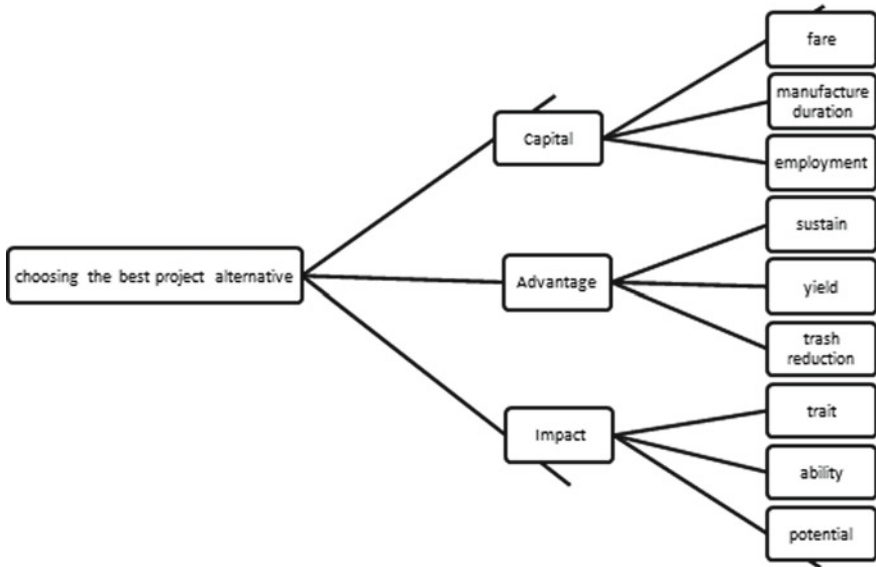 choosing the best project alternative
Capital
fare
manufacture
duration
employment
Advantage
sustain
yield
trash
reduction
Impact
trait
ability
potential